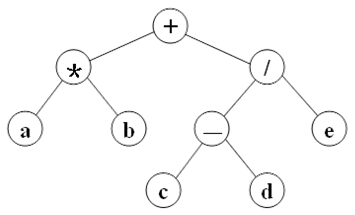 +
* /
a b — e
c d